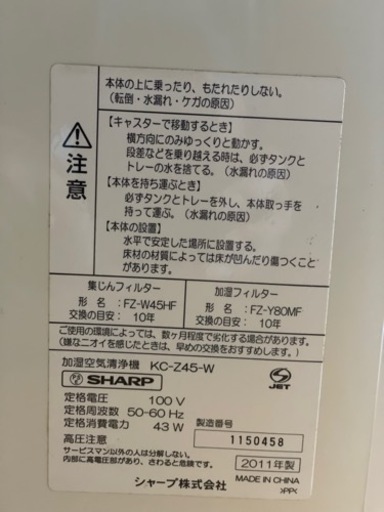 本体の上に乗ったり、もたれたりしない。
(転倒・水漏れ・ケガの原因)
注意
【キャスターで移動するとき】
横方向にのみゆっくりと動かす。
段差などを乗り越える時は、必ずタンクと
トレーの水を捨てる。(水漏れの原因)
【本体を持ち運ぶとき】
必ずタンクとトレーを外し、本体取っ手を
持って運ぶ。(水漏れの原因)
【本体の設置】
水平で安定した場所に設置する。
床材の材質によっては床が凹んだり傷つくこと
があります。
集じんフィルター
形 名: FZ-W45HF
交換の目安: 10年
加湿フィルター
形 名: FZ-Y80MF
交換の目安: 10年
ご使用の環境によっては、数ヶ月程度で劣化する場合があります。
(嫌なニオイを感じたときは、早めの交換をおすすめします。)
加湿空気清浄機 KC-Z45-W
SHARP
JET
定格電圧 100 V
定格周波数 50-60 Hz
定格消費電力 43 W
製造番号
1150458
高圧注意
サービスマン以外の人は分解しないで。
内部に高電圧部があり、さわると危険です。
2011年製
シャープ株式会社
MADE IN CHINA
>PP<